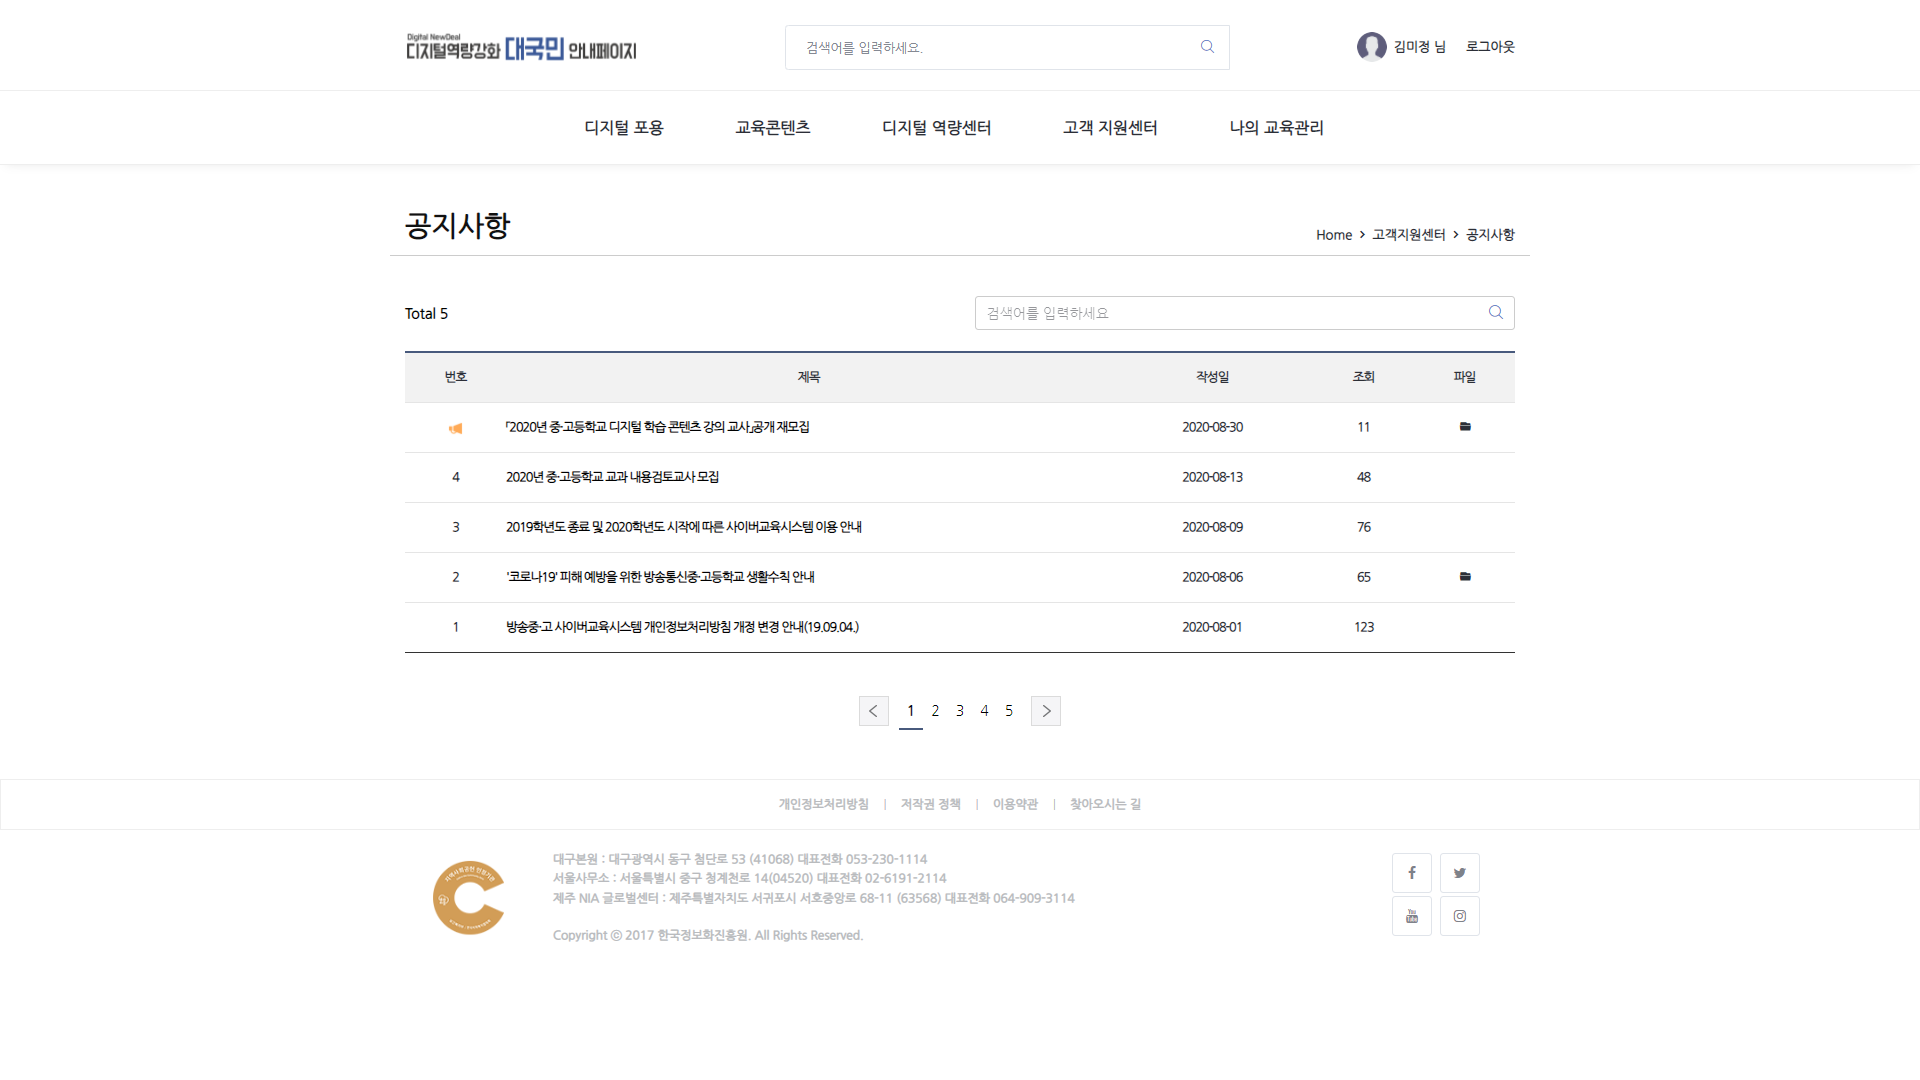 Digital NewDeal
디지털역량강화 대국민 안내페이지
검색어를 입력하세요.
김미정 님 로그아웃
디지털 포용 교육콘텐츠 디지털 역량센터 고객 지원센터 나의 교육관리
공지사항
Home > 고객지원센터 > 공지사항
Total 5
검색어를 입력하세요
번호 제목 작성일 조회 파일
「2020년 중·고등학교 디지털 학습 콘텐츠 강의 교사」공개 재모집 2020-08-30 11
4 2020년 중·고등학교 교과 내용검토교사 모집 2020-08-13 48
3 2019학년도 종료 및 2020학년도 시작에 따른 사이버교육시스템 이용 안내 2020-08-09 76
2 '코로나19' 피해 예방을 위한 방송통신중·고등학교 생활수칙 안내 2020-08-06 65
1 방송중·고 사이버교육시스템 개인정보처리방침 개정 변경 안내(19.09.04.) 2020-08-01 123
< 1 2 3 4 5 >
개인정보처리방침 | 저작권 정책 | 이용약관 | 찾아오시는 길
대구본원 : 대구광역시 동구 첨단로 53 (41068) 대표전화 053-230-1114
서울사무소 : 서울특별시 중구 청계천로 14(04520) 대표전화 02-6191-2114
제주 NIA 글로벌센터 : 제주특별자치도 서귀포시 서호중앙로 68-11 (63568) 대표전화 064-909-3114
Copyright ⓒ 2017 한국정보화진흥원. All Rights Reserved.
You Tube